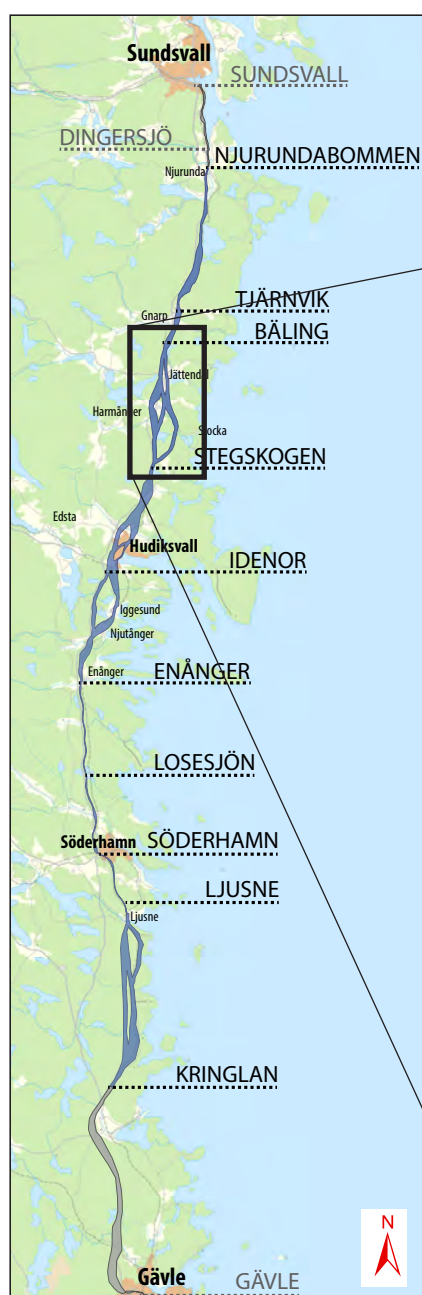 Sundsvall
SUNDSVALL
DINGERSJÖ
NJURUNDABOMMEN
Njurunda
TJÄRNVIK
Gnarp
BÄLING
Jättendal
Harmånger
Stocka
STEGSKOGEN
Edsta
Hudiksvall
IDENOR
Iggesund
Njutånger
Enånger
ENÅNGER
LOSESJÖN
Söderhamn
SÖDERHAMN
LJUSNE
Ljusne
KRINGLAN
N
Gävle
GÄVLE